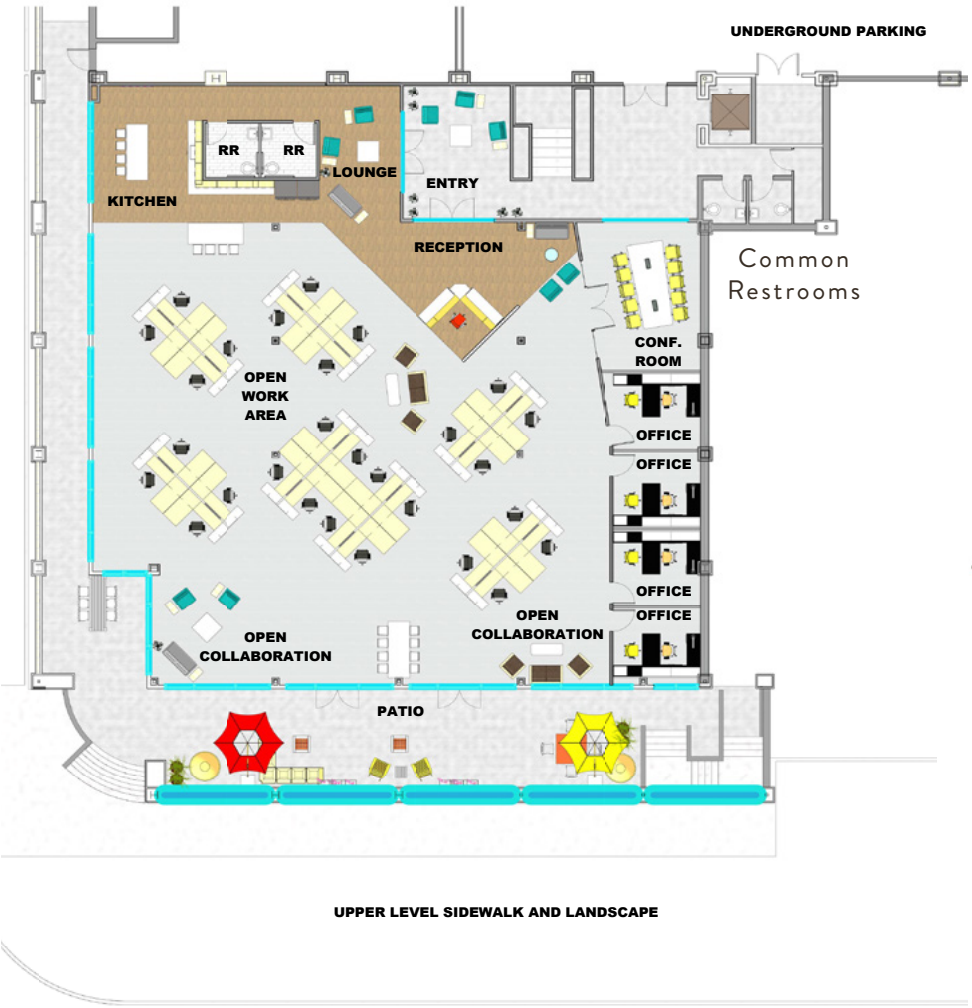 UNDERGROUND PARKING
RR
RR
LOUNGE
ENTRY
KITCHEN
RECEPTION
Common
Restrooms
CONF.
ROOM
OPEN
WORK
AREA
OFFICE
OFFICE
OFFICE
OFFICE
OPEN
COLLABORATION
OPEN
COLLABORATION
PATIO
UPPER LEVEL SIDEWALK AND LANDSCAPE